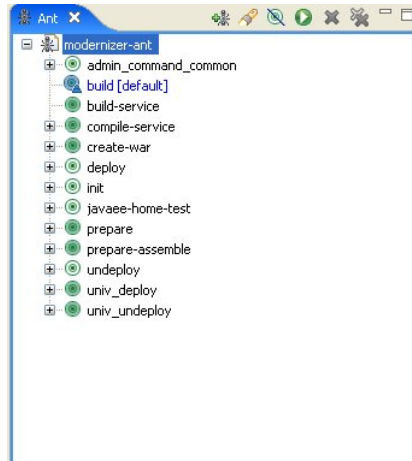 Ant
modernizer-ant
admin_command_common
build [default]
build-service
compile-service
create-war
deploy
init
javaee-home-test
prepare
prepare-assemble
undeploy
univ_deploy
univ_undeploy